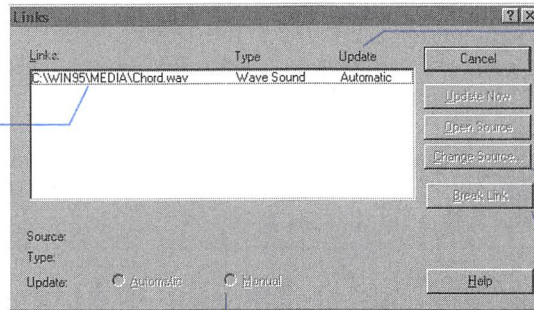 Links
Links: Type Update
C:\WIN95\MEDIA\Chord.wav Wave Sound Automatic
Cancel
Update Now
Open Source
Change Source...
Break Link
Source:
Type:
Update: Automatic Manual
Help